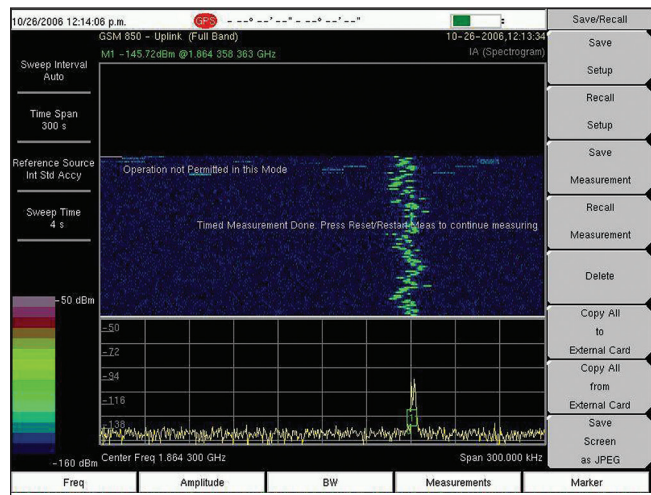 10/26/2006 12:14:06 p.m.
GPS
- - -° - -'- -" - - -° - -'- -"
Save/Recall
GSM 850 - Uplink (Full Band)
10-26-2006,12:13:34
M1 -145.72dBm @1.864 358 363 GHz
IA (Spectrogram)
Sweep Interval
Auto
Time Span
300 s
Reference Source
Int Std Accy
Sweep Time
4 s
Operation not Permitted in this Mode
Timed Measurement Done. Press Reset/Restart Meas to continue measuring
-50 dBm
-160 dBm
-50
-72
-94
-116
-138
1
Center Freq 1.864 300 GHz
Span 300.000 kHz
Save
Setup
Recall
Setup
Save
Measurement
Recall
Measurement
Delete
Copy All
to
External Card
Copy All
from
External Card
Save
Screen
as JPEG
Freq
Amplitude
BW
Measurements
Marker